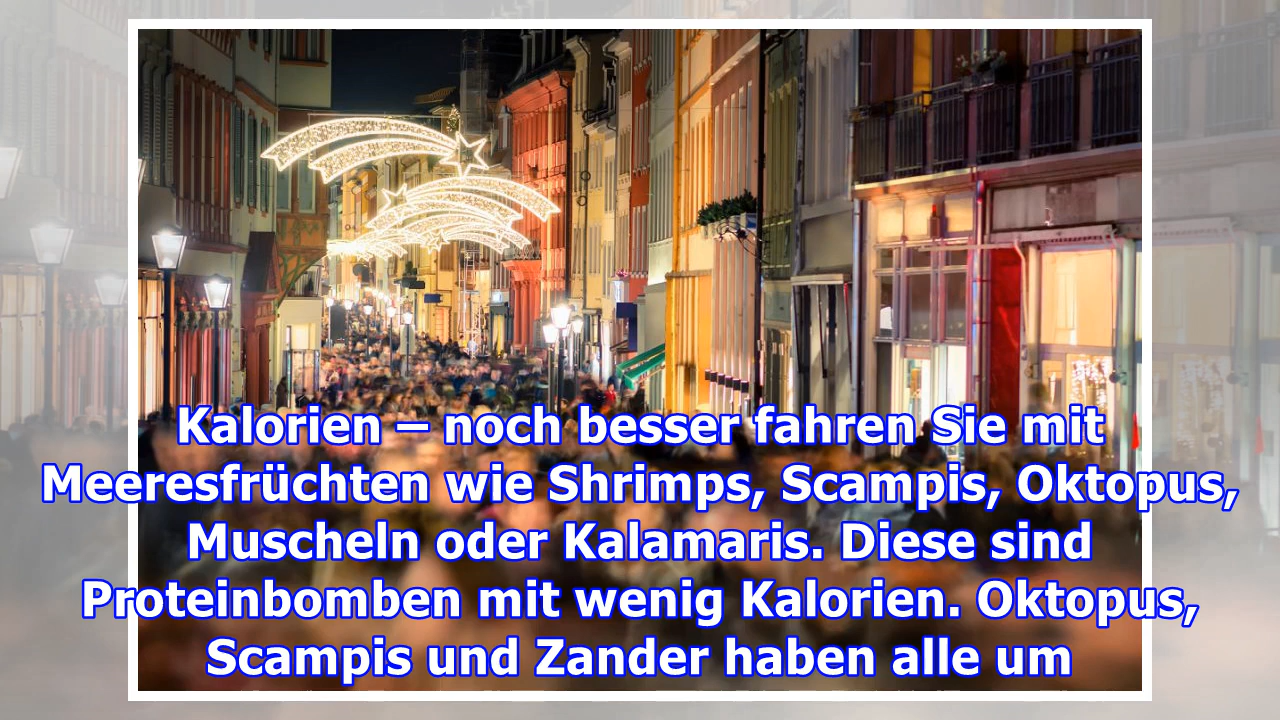 Kalorien – noch besser fahren Sie mit
Meeresfrüchten wie Shrimps, Scampis, Oktopus,
Muscheln oder Kalamaris. Diese sind
Proteinbomben mit wenig Kalorien. Oktopus,
Scampis und Zander haben alle um